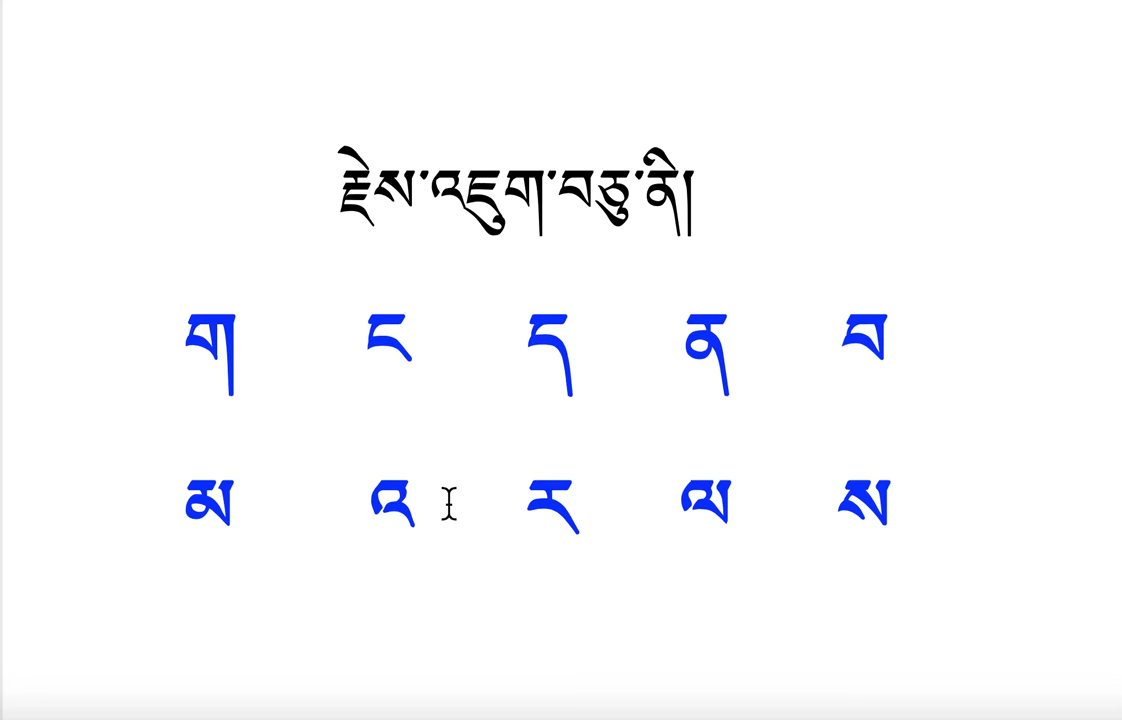 རྗེས་འཇུག་བཅུ་ནི།
ག ང ད ན བ
མ འ ར ལ ས